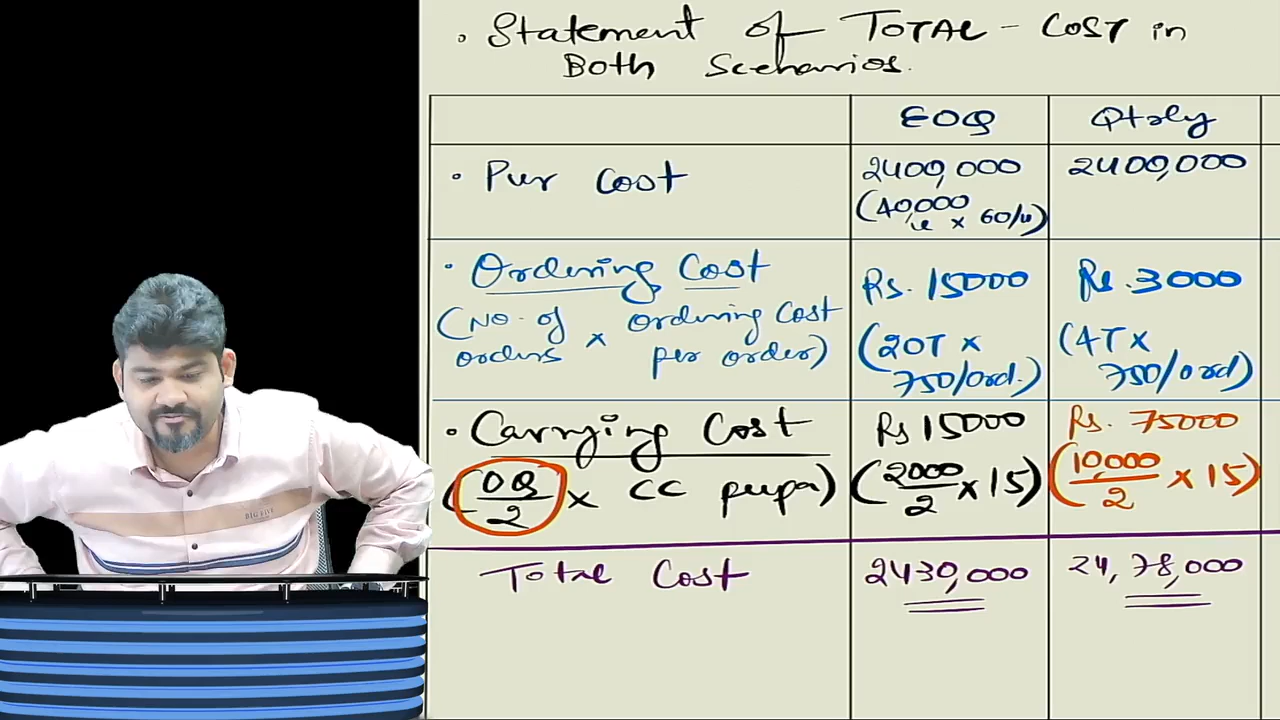 • Statement of TOTAL - COST in
Both Scenarios.
EOQ
Qtrly
• Pur Cost
2400,000
(40,000
u x 60/u)
2400,000
• Ordering Cost
(No. of orders x Ordering Cost per order)
Rs. 15000
(20T x
750/ord.)
Rs. 3000
(4T x
750/ord)
• Carrying Cost
(OQ/2 x CC pupa)
Rs 15000
(2000/2 x 15)
Rs. 75000
(10,000/2 x 15)
Total Cost
2430,000
24,78,000